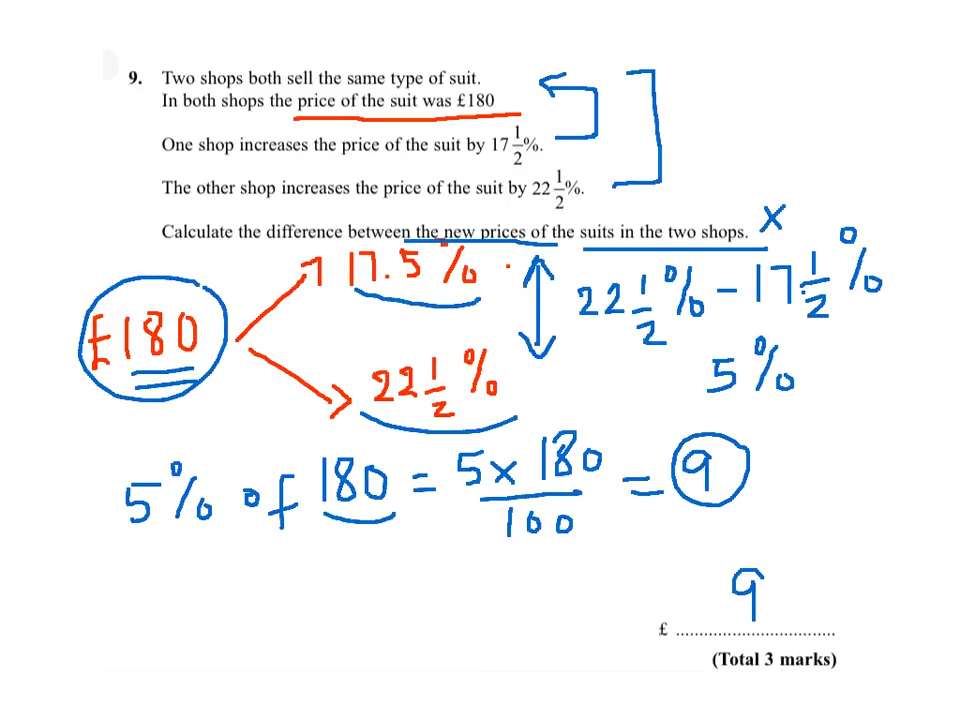 9. Two shops both sell the same type of suit.
In both shops the price of the suit was £180
One shop increases the price of the suit by 17 1/2%.
The other shop increases the price of the suit by 22 1/2%.
Calculate the difference between the new prices of the suits in the two shops. x
17.5 %
22 1/2 % - 17 1/2 %
£180
5 %
22 1/2 %
5% of 180 = 5 x 180 / 100 = 9
9
£ ..................................
(Total 3 marks)